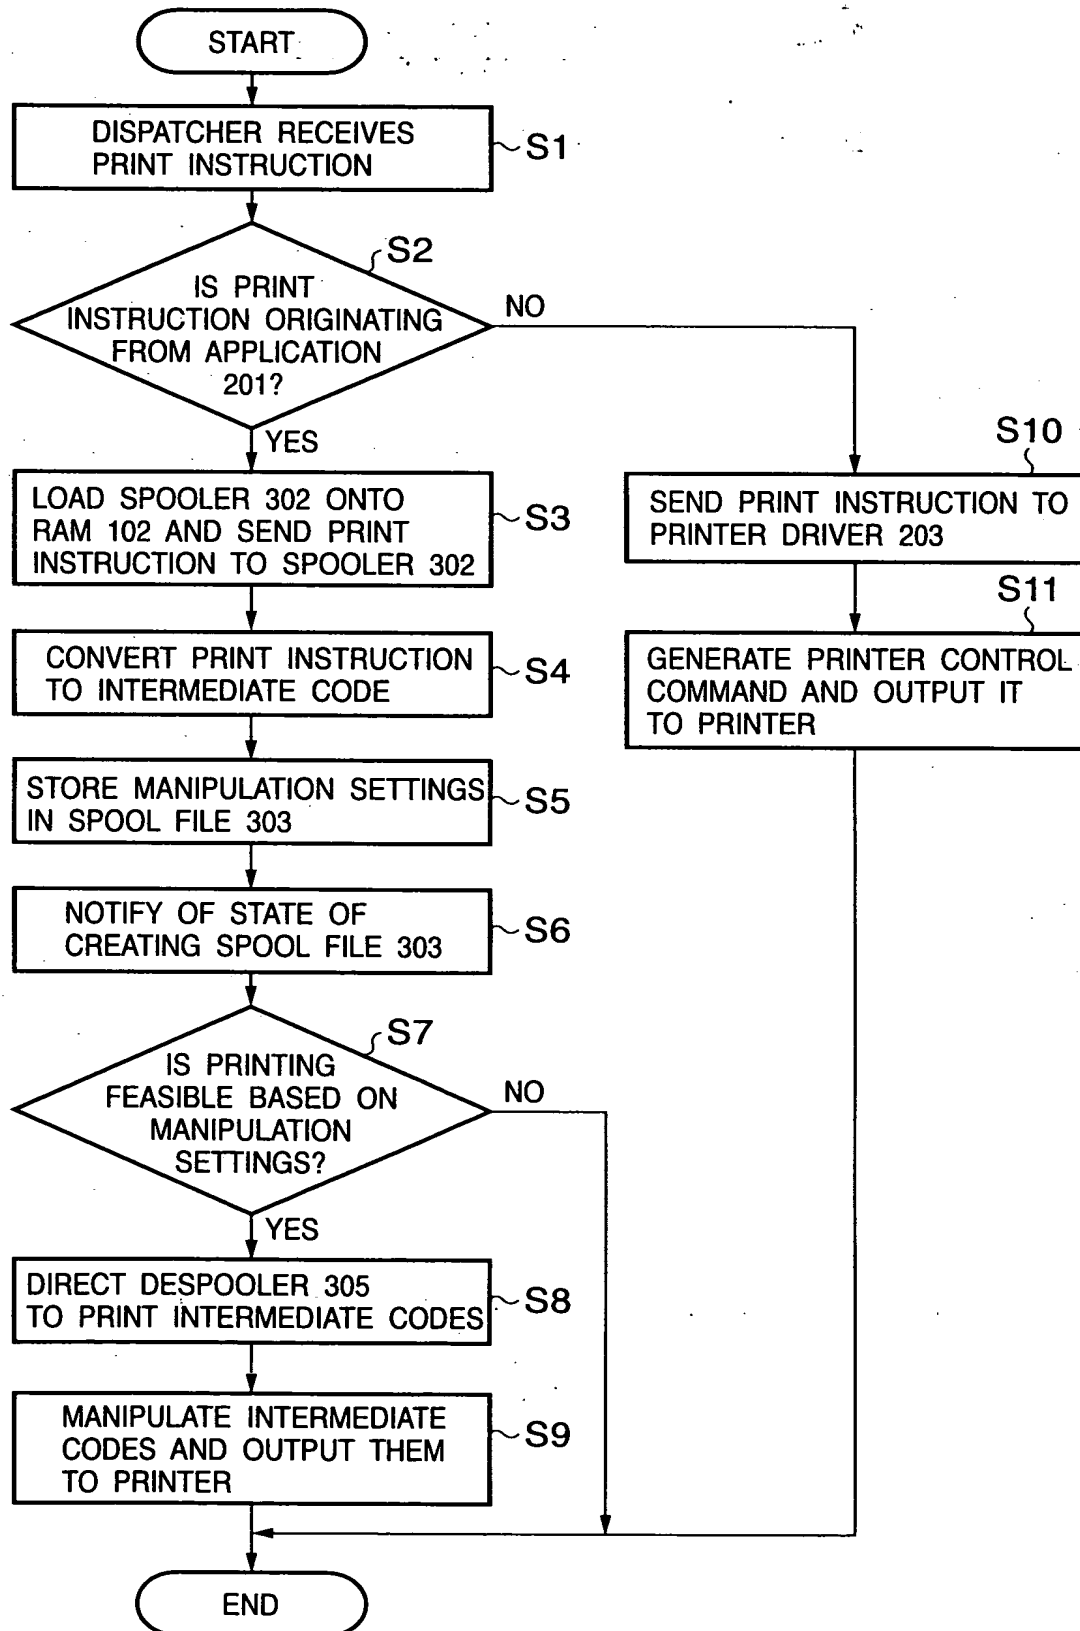 START
DISPATCHER RECEIVES
PRINT INSTRUCTION
S1
S2
IS PRINT
INSTRUCTION ORIGINATING
FROM APPLICATION
201?
NO
YES
LOAD SPOOLER 302 ONTO
RAM 102 AND SEND PRINT
INSTRUCTION TO SPOOLER 302
S3
S10
SEND PRINT INSTRUCTION TO
PRINTER DRIVER 203
CONVERT PRINT INSTRUCTION
TO INTERMEDIATE CODE
S4
S11
GENERATE PRINTER CONTROL
COMMAND AND OUTPUT IT
TO PRINTER
STORE MANIPULATION SETTINGS
IN SPOOL FILE 303
S5
NOTIFY OF STATE OF
CREATING SPOOL FILE 303
S6
S7
IS PRINTING
FEASIBLE BASED ON
MANIPULATION
SETTINGS?
NO
YES
DIRECT DESPOOLER 305
TO PRINT INTERMEDIATE CODES
S8
MANIPULATE INTERMEDIATE
CODES AND OUTPUT THEM
TO PRINTER
S9
END